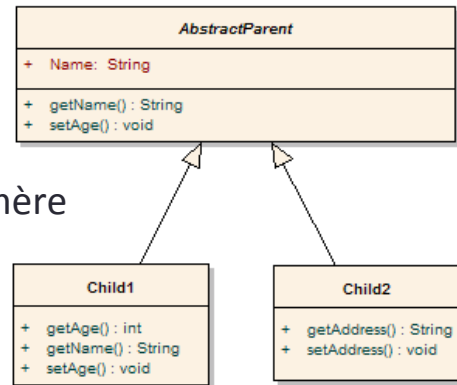 AbstractParent
+ Name: String
+ getName() : String
+ setAge() : void
mère
Child1
+ getAge() : int
+ getName() : String
+ setAge() : void
Child2
+ getAddress() : String
+ setAddress() : void